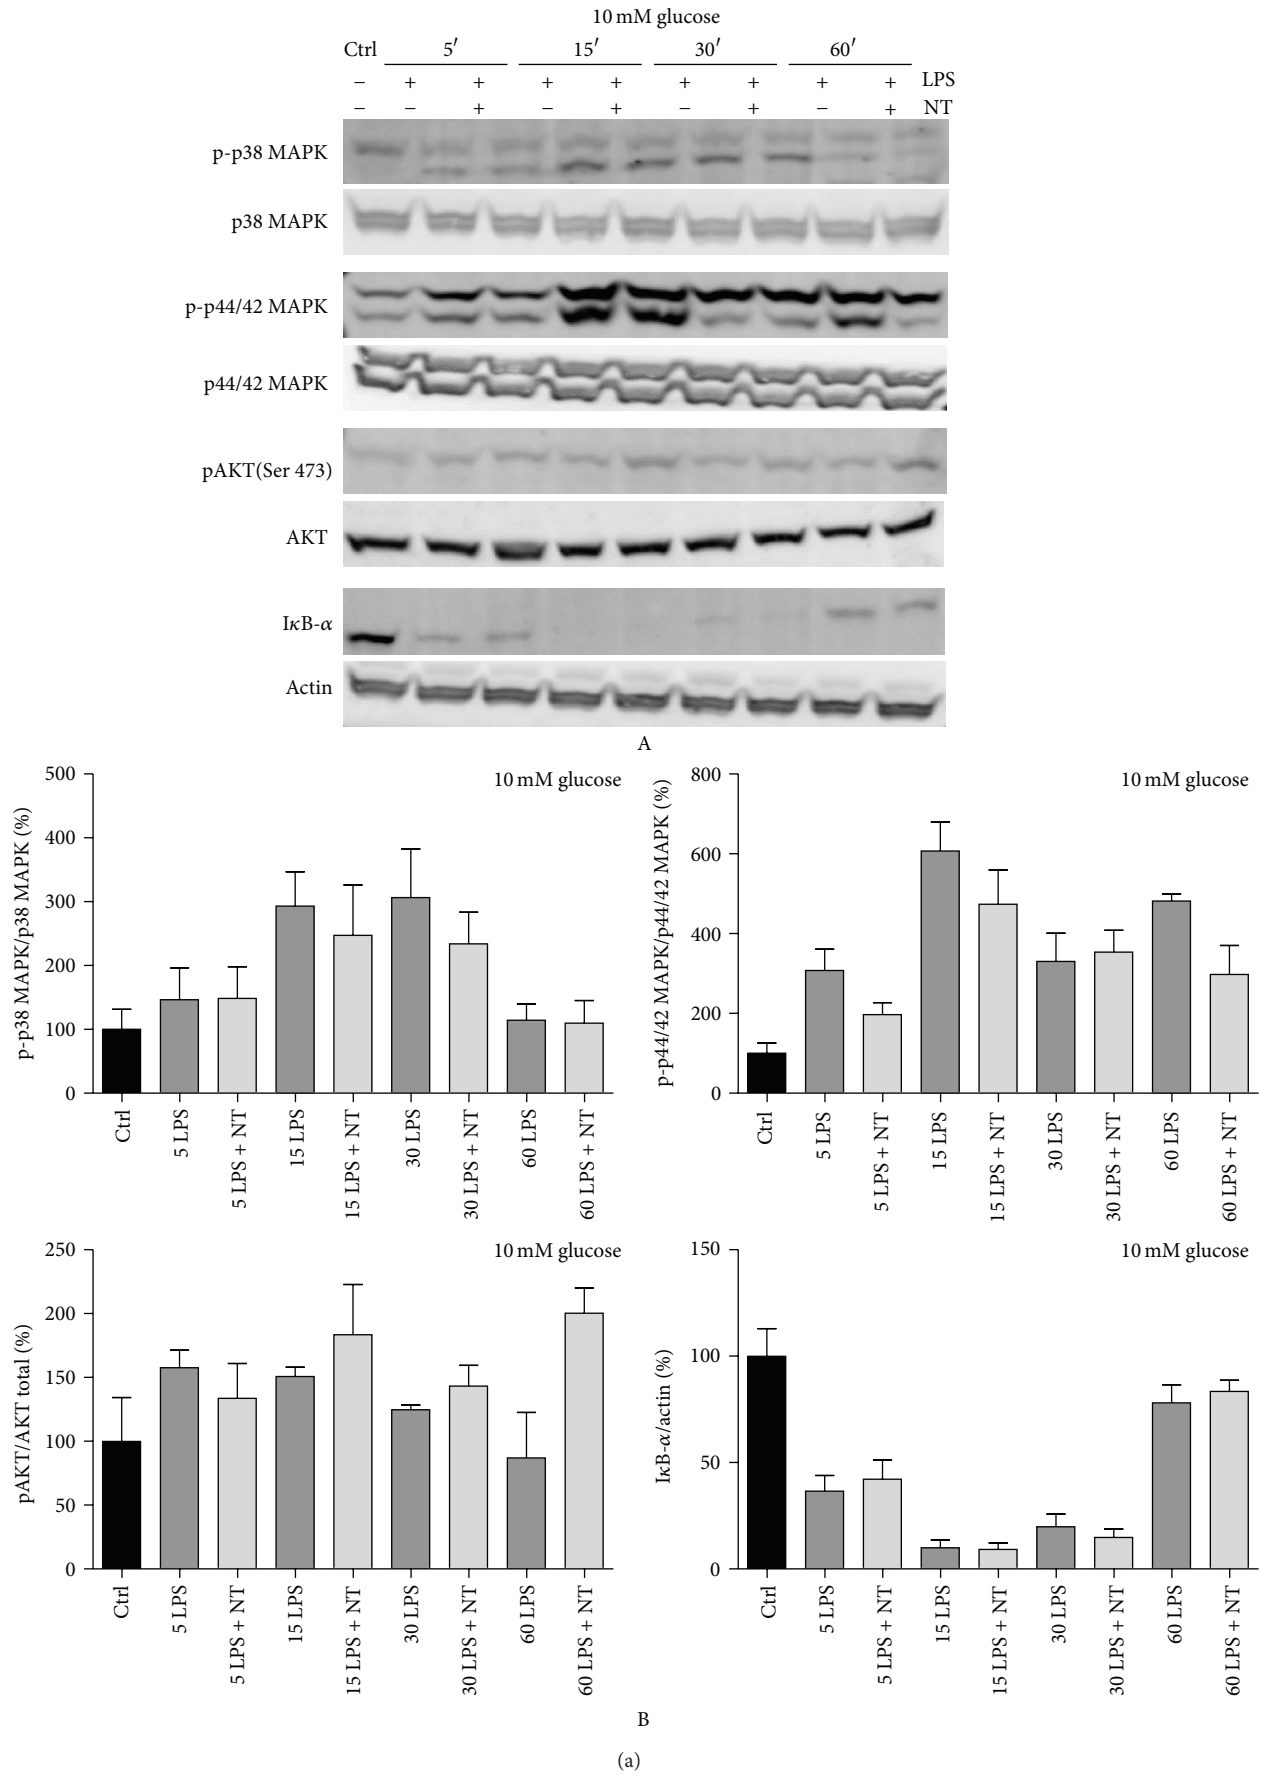 10 mM glucose
Ctrl 5′ 15′ 30′ 60′
− + + + + + + + + LPS
− − + − + − + − + NT
p-p38 MAPK
p38 MAPK
p-p44/42 MAPK
p44/42 MAPK
pAKT(Ser 473)
AKT
IκB-α
Actin
A
10 mM glucose
p-p38 MAPK/p38 MAPK (%)
500
400
300
200
100
0
Ctrl
5 LPS
5 LPS + NT
15 LPS
15 LPS + NT
30 LPS
30 LPS + NT
60 LPS
60 LPS + NT
10 mM glucose
p-p44/42 MAPK/p44/42 MAPK (%)
800
600
400
200
0
Ctrl
5 LPS
5 LPS + NT
15 LPS
15 LPS + NT
30 LPS
30 LPS + NT
60 LPS
60 LPS + NT
10 mM glucose
pAKT/AKT total (%)
250
200
150
100
50
0
Ctrl
5 LPS
5 LPS + NT
15 LPS
15 LPS + NT
30 LPS
30 LPS + NT
60 LPS
60 LPS + NT
10 mM glucose
IκB-α/actin (%)
150
100
50
0
Ctrl
5 LPS
5 LPS + NT
15 LPS
15 LPS + NT
30 LPS
30 LPS + NT
60 LPS
60 LPS + NT
B
(a)